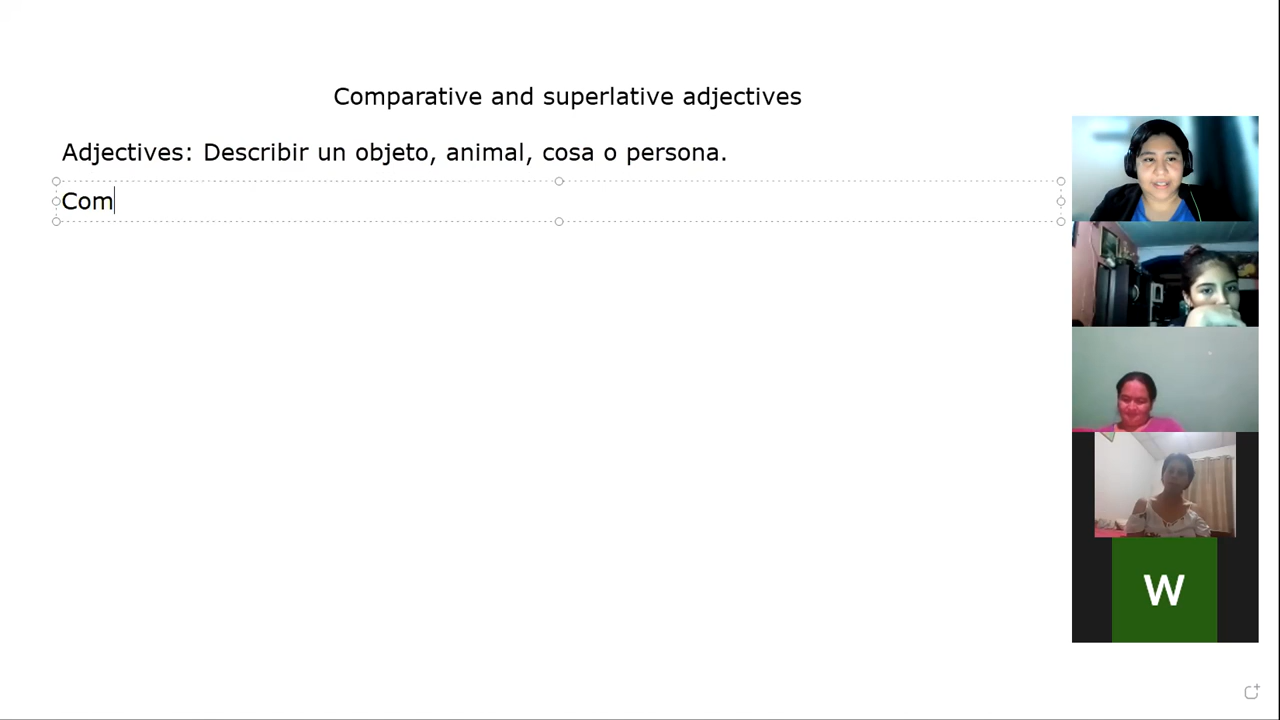 Comparative and superlative adjectives
Adjectives: Describir un objeto, animal, cosa o persona.
Com
W